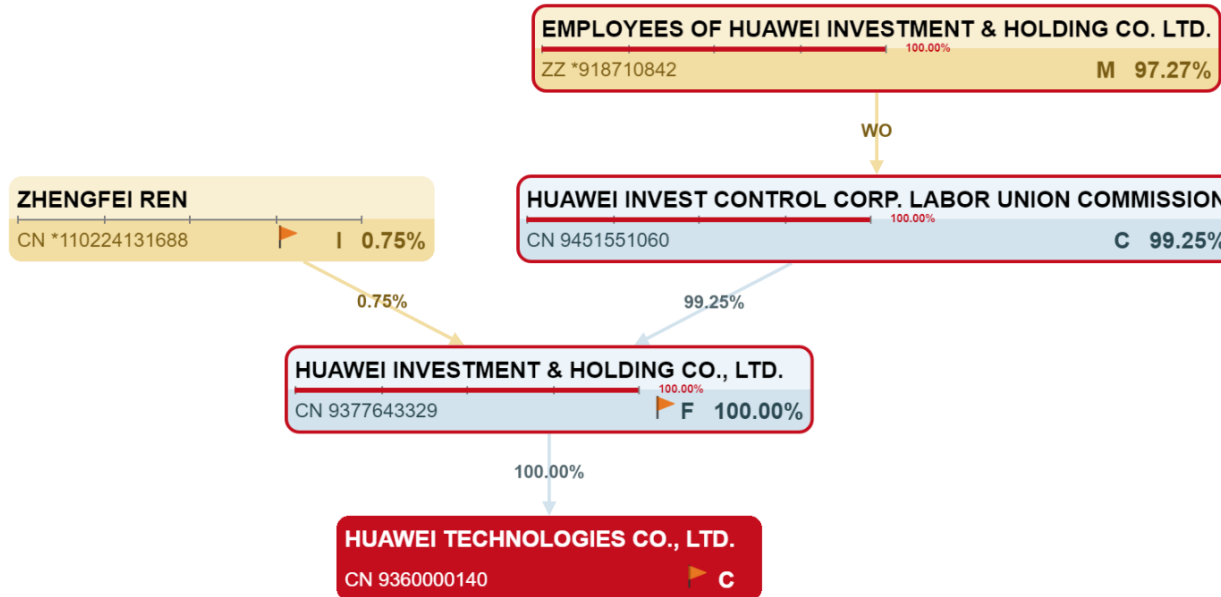 EMPLOYEES OF HUAWEI INVESTMENT & HOLDING CO. LTD.
100.00%
ZZ *918710842 M 97.27%
WO
ZHENGFEI REN
CN *110224131688 I 0.75%
HUAWEI INVEST CONTROL CORP. LABOR UNION COMMISSION
100.00%
CN 9451551060 C 99.25%
0.75%
99.25%
HUAWEI INVESTMENT & HOLDING CO., LTD.
100.00%
CN 9377643329 F 100.00%
100.00%
HUAWEI TECHNOLOGIES CO., LTD.
CN 9360000140 C